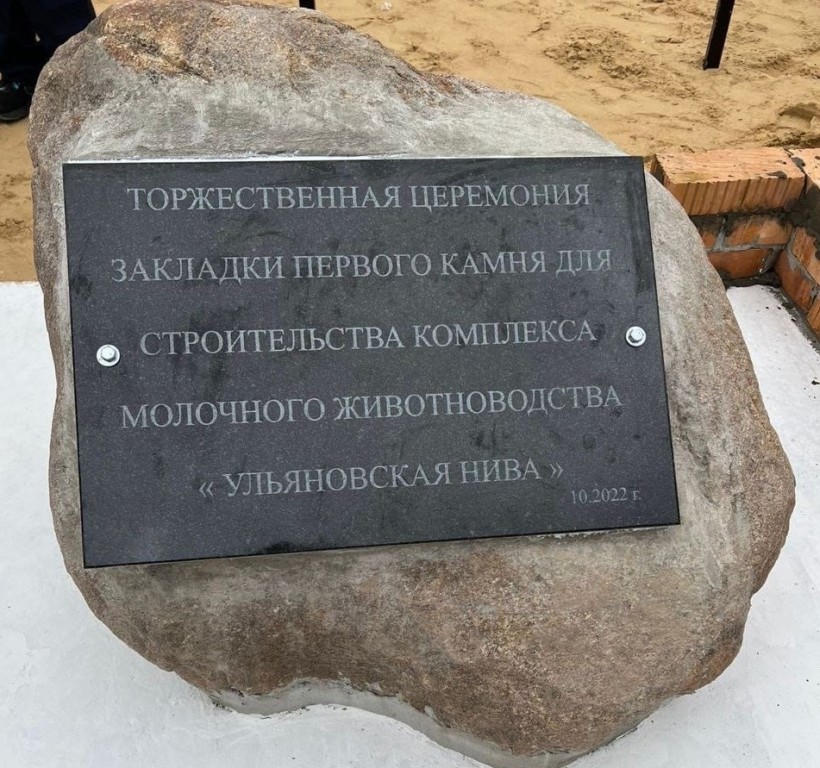 ТОРЖЕСТВЕННАЯ ЦЕРЕМОНИЯ
ЗАКЛАДКИ ПЕРВОГО КАМНЯ ДЛЯ
СТРОИТЕЛЬСТВА КОМПЛЕКСА
МОЛОЧНОГО ЖИВОТНОВОДСТВА
« УЛЬЯНОВСКАЯ НИВА »
10.2022 г.